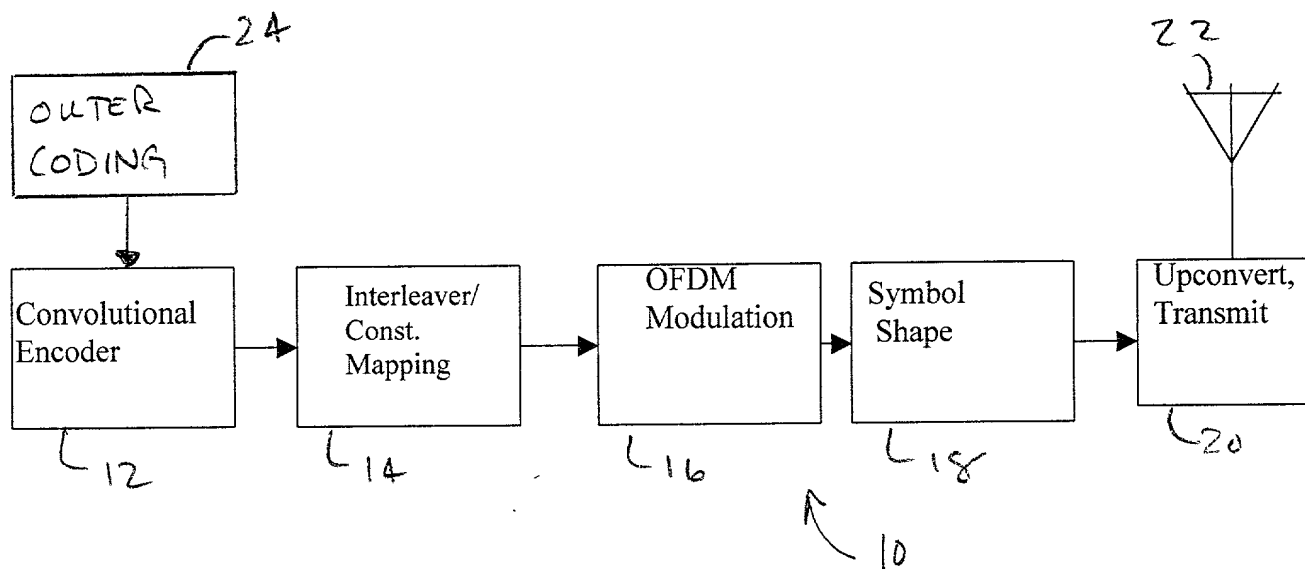 24
22
OUTER
CODING
Convolutional
Encoder
Interleaver/
Const.
Mapping
OFDM
Modulation
Symbol
Shape
Upconvert,
Transmit
12
14
16
18
20
10